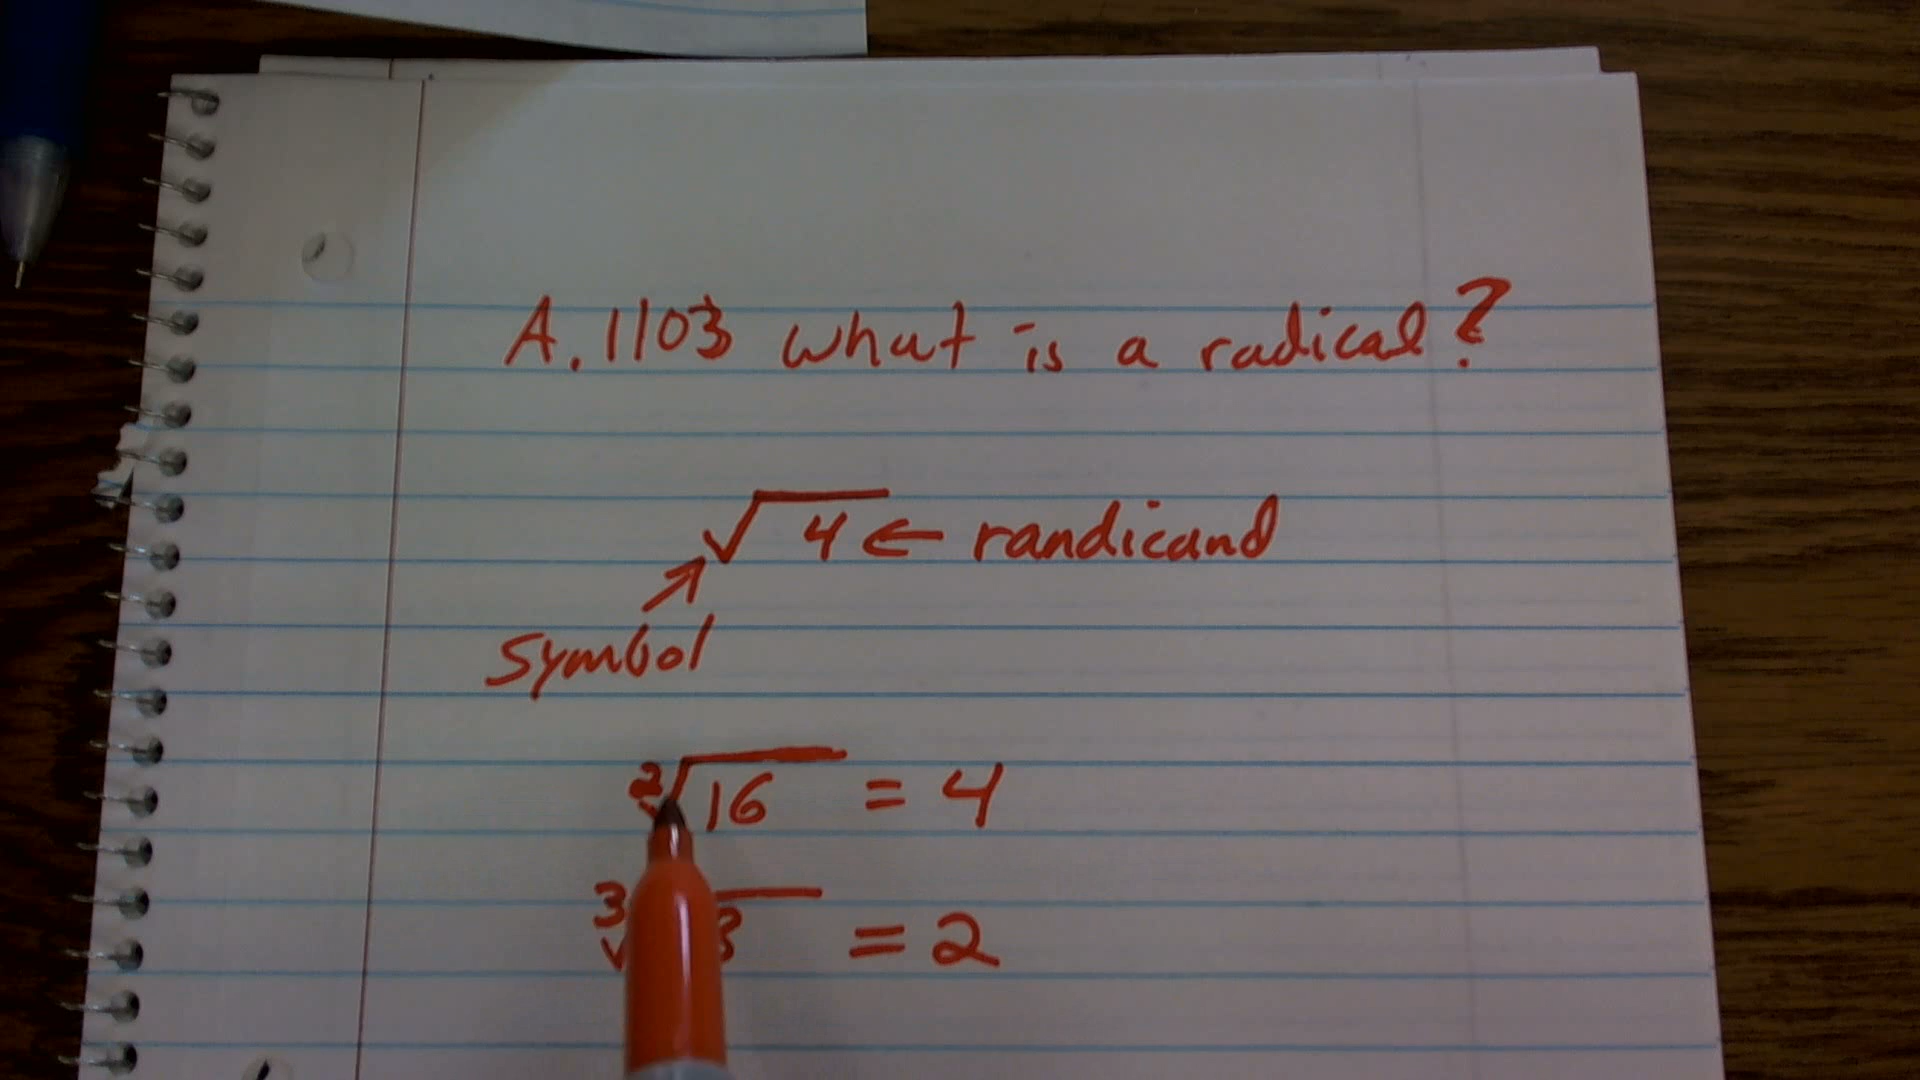 A. 1103 What is a radical?
√4 ← randicand
symbol
²√16 = 4
³√8 = 2